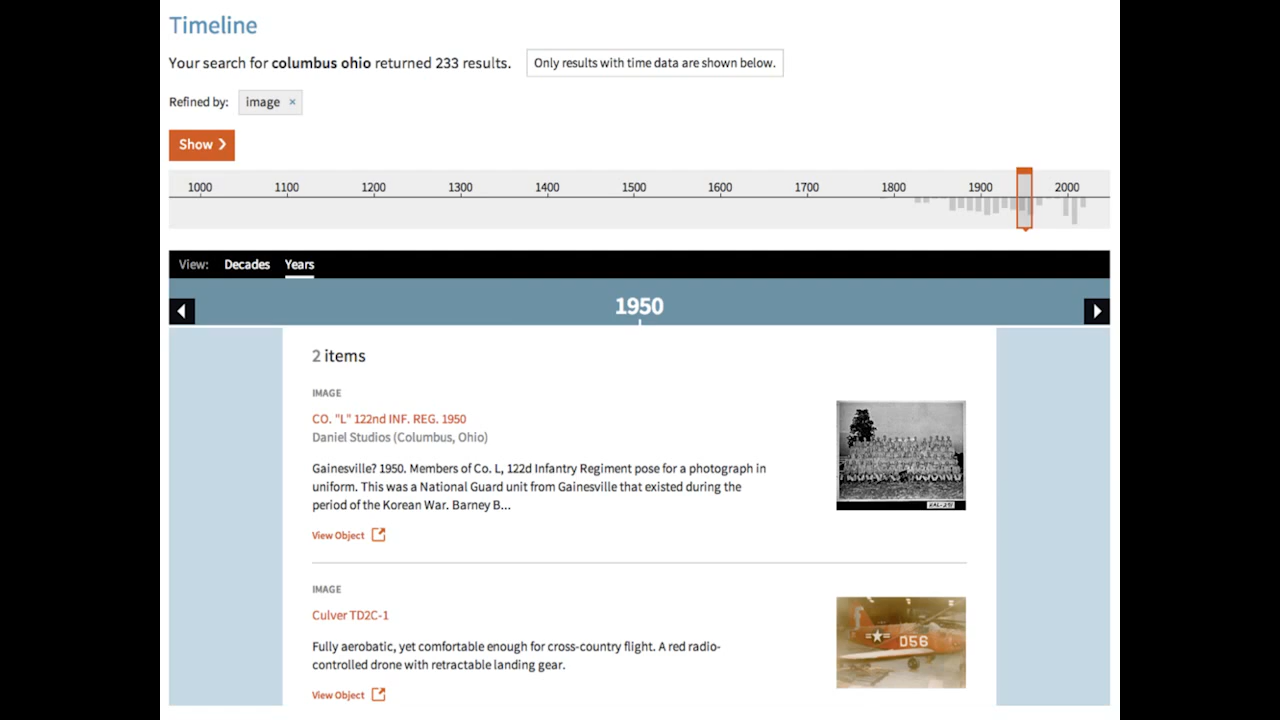 Timeline
Your search for columbus ohio returned 233 results.
Only results with time data are shown below.
Refined by: image ×
Show ❯
1000 1100 1200 1300 1400 1500 1600 1700 1800 1900 2000
View: Decades Years
1950
2 items
IMAGE
CO. "L" 122nd INF. REG. 1950
Daniel Studios (Columbus, Ohio)
Gainesville? 1950. Members of Co. L, 122d Infantry Regiment pose for a photograph in
uniform. This was a National Guard unit from Gainesville that existed during the
period of the Korean War. Barney B...
View Object
IMAGE
Culver TD2C-1
Fully aerobatic, yet comfortable enough for cross-country flight. A red radio-
controlled drone with retractable landing gear.
056
View Object